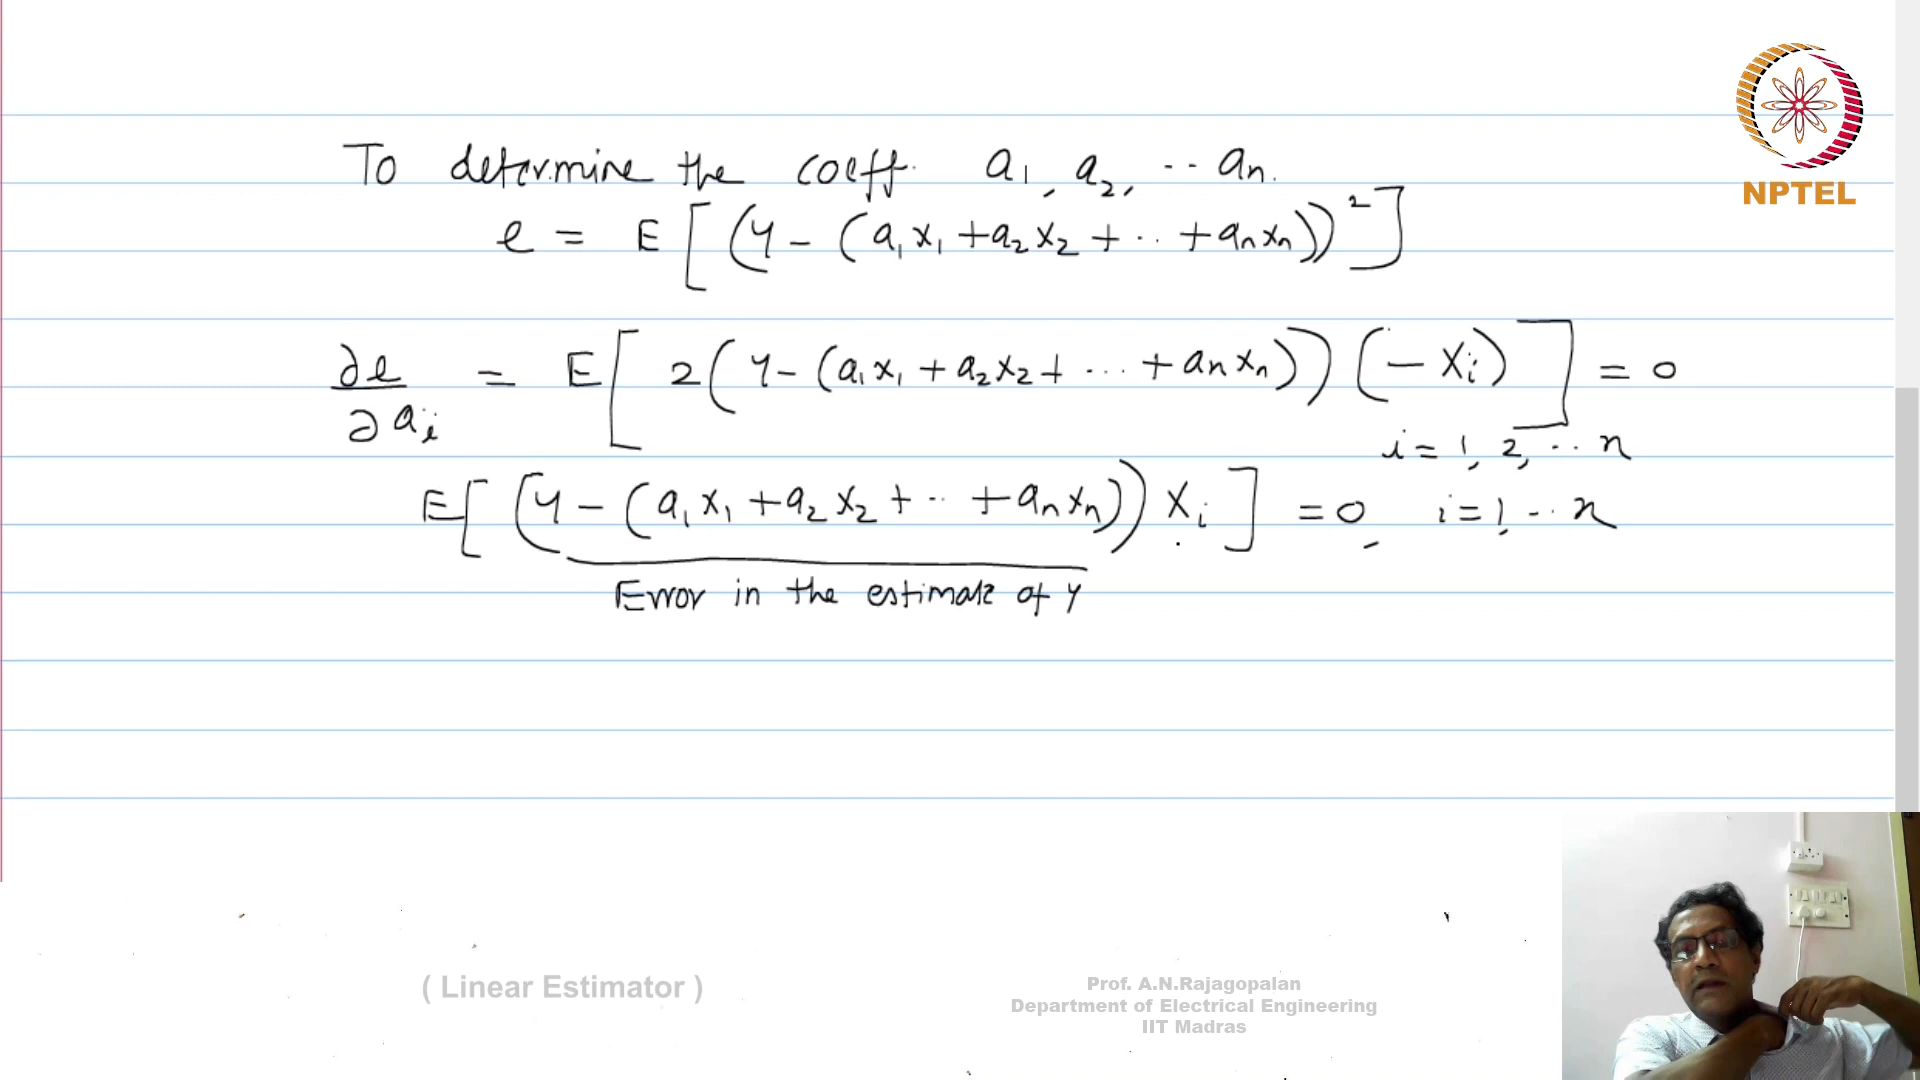 To determine the coeff. a1, a2, ·· an.
e = E[(Y - (a1x1 + a2x2 + ·· + anxn))²]
∂e/∂ai = E[2(Y - (a1x1 + a2x2 + ··· + anxn))(-Xi)] = 0
i = 1, 2, ·· n
E[(Y - (a1x1 + a2x2 + ·· + anxn))Xi] = 0, i = 1, ·· n
Error in the estimate of Y
NPTEL
( Linear Estimator )
Prof. A.N.Rajagopalan
Department of Electrical Engineering
IIT Madras